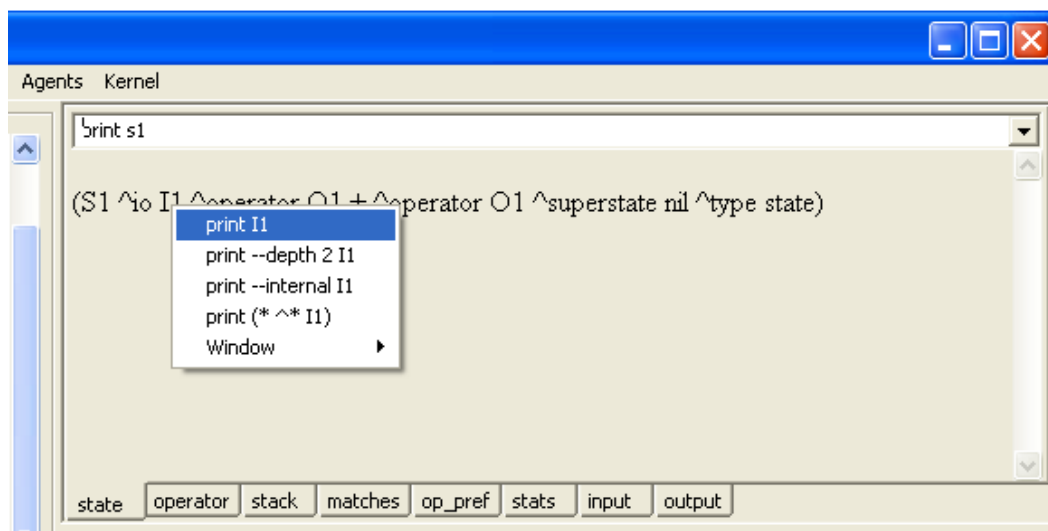 Agents Kernel
print s1
(S1 ^io I1 ^operator O1 + ^operator O1 ^superstate nil ^type state)
print I1
print --depth 2 I1
print --internal I1
print (* ^* I1)
Window
state operator stack matches op_pref stats input output